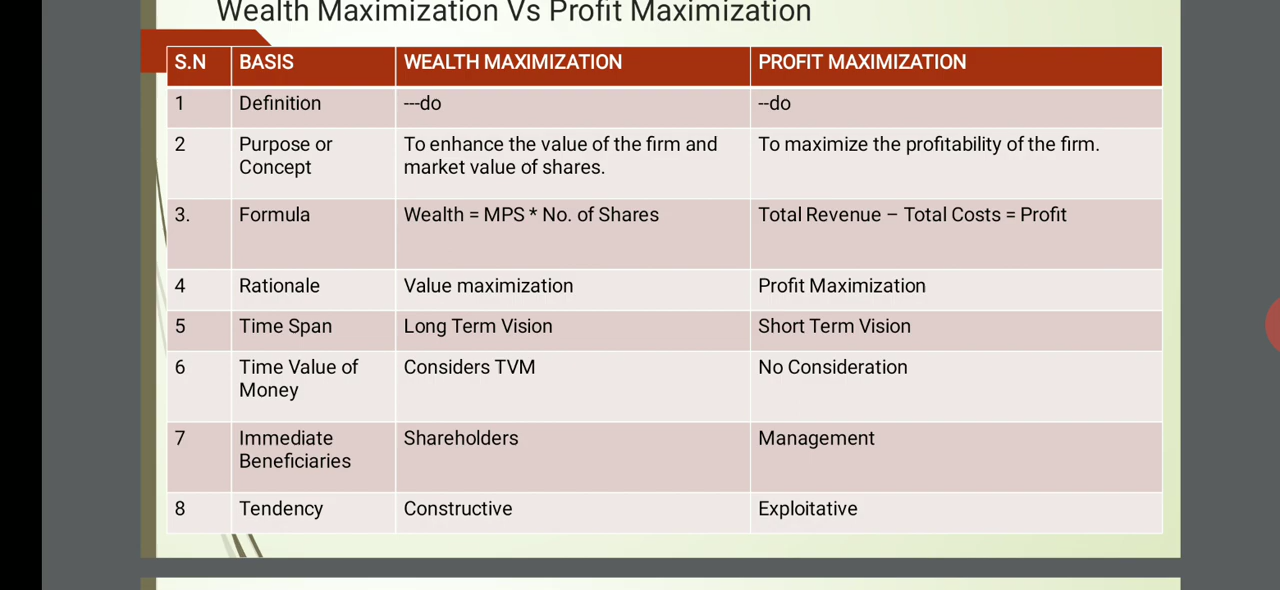 Wealth Maximization Vs Profit Maximization
S.N BASIS WEALTH MAXIMIZATION PROFIT MAXIMIZATION
1 Definition ---do --do
2 Purpose or Concept To enhance the value of the firm and market value of shares. To maximize the profitability of the firm.
3. Formula Wealth = MPS * No. of Shares Total Revenue – Total Costs = Profit
4 Rationale Value maximization Profit Maximization
5 Time Span Long Term Vision Short Term Vision
6 Time Value of Money Considers TVM No Consideration
7 Immediate Beneficiaries Shareholders Management
8 Tendency Constructive Exploitative